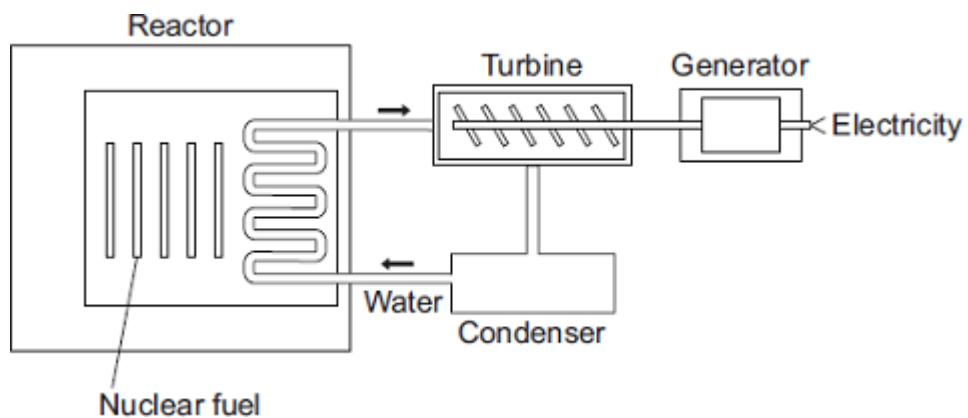 Reactor
Turbine
Generator
Electricity
Water
Condenser
Nuclear fuel